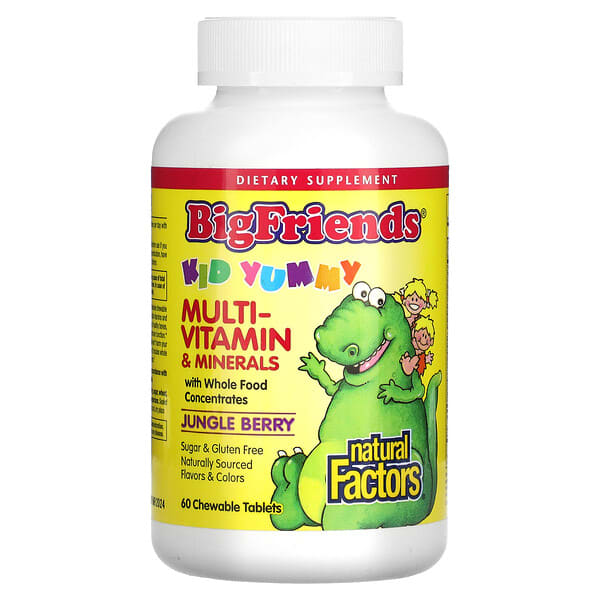 DIETARY SUPPLEMENT
BigFriends®
KID YUMMY
MULTI-
VITAMIN
& MINERALS
with Whole Food
Concentrates
JUNGLE BERRY
Sugar & Gluten Free
Naturally Sourced
Flavors & Colors
60 Chewable Tablets
natural
Factors®
2024